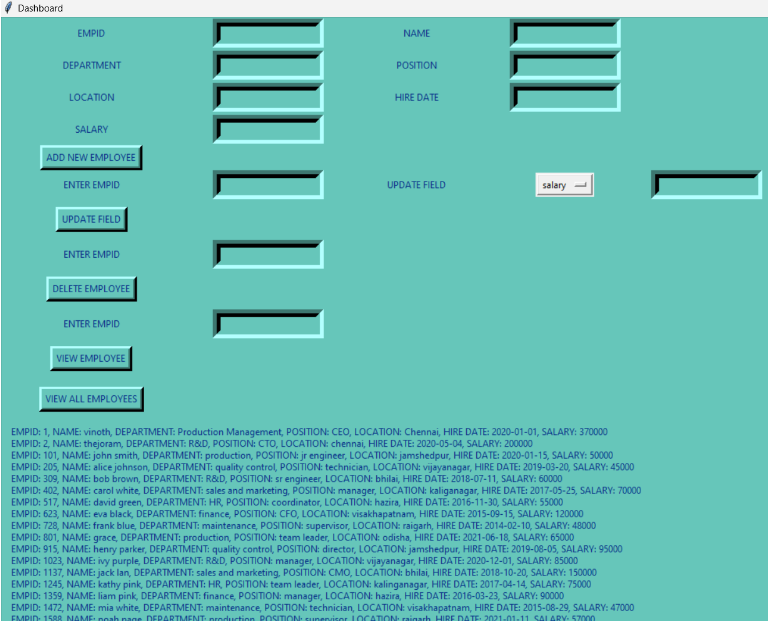 Dashboard
EMPID NAME
DEPARTMENT POSITION
LOCATION HIRE DATE
SALARY
ADD NEW EMPLOYEE
ENTER EMPID UPDATE FIELD salary
UPDATE FIELD
ENTER EMPID
DELETE EMPLOYEE
ENTER EMPID
VIEW EMPLOYEE
VIEW ALL EMPLOYEES
EMPID: 1, NAME: vinoth, DEPARTMENT: Production Management, POSITION: CEO, LOCATION: Chennai, HIRE DATE: 2020-01-01, SALARY: 370000
EMPID: 2, NAME: thejoram, DEPARTMENT: R&D, POSITION: CTO, LOCATION: chennai, HIRE DATE: 2020-05-04, SALARY: 200000
EMPID: 101, NAME: john smith, DEPARTMENT: production, POSITION: jr engineer, LOCATION: jamshedpur, HIRE DATE: 2020-01-15, SALARY: 50000
EMPID: 205, NAME: alice johnson, DEPARTMENT: quality control, POSITION: technician, LOCATION: vijayanagar, HIRE DATE: 2019-03-20, SALARY: 45000
EMPID: 309, NAME: bob brown, DEPARTMENT: R&D, POSITION: sr engineer, LOCATION: bhilai, HIRE DATE: 2018-07-11, SALARY: 60000
EMPID: 402, NAME: carol white, DEPARTMENT: sales and marketing, POSITION: manager, LOCATION: kaliganagar, HIRE DATE: 2017-05-25, SALARY: 70000
EMPID: 517, NAME: david green, DEPARTMENT: HR, POSITION: coordinator, LOCATION: hazira, HIRE DATE: 2016-11-30, SALARY: 55000
EMPID: 623, NAME: eva black, DEPARTMENT: finance, POSITION: CFO, LOCATION: visakhapatnam, HIRE DATE: 2015-09-15, SALARY: 120000
EMPID: 728, NAME: frank blue, DEPARTMENT: maintenance, POSITION: supervisor, LOCATION: raigarh, HIRE DATE: 2014-02-10, SALARY: 48000
EMPID: 801, NAME: grace, DEPARTMENT: production, POSITION: team leader, LOCATION: odisha, HIRE DATE: 2021-06-18, SALARY: 65000
EMPID: 915, NAME: henry parker, DEPARTMENT: quality control, POSITION: director, LOCATION: jamshedpur, HIRE DATE: 2019-08-05, SALARY: 95000
EMPID: 1023, NAME: ivy purple, DEPARTMENT: R&D, POSITION: manager, LOCATION: vijayanagar, HIRE DATE: 2020-12-01, SALARY: 85000
EMPID: 1137, NAME: jack lan, DEPARTMENT: sales and marketing, POSITION: CMO, LOCATION: bhilai, HIRE DATE: 2018-10-20, SALARY: 150000
EMPID: 1245, NAME: kathy pink, DEPARTMENT: HR, POSITION: team leader, LOCATION: kalinganagar, HIRE DATE: 2017-04-14, SALARY: 75000
EMPID: 1359, NAME: liam pink, DEPARTMENT: finance, POSITION: manager, LOCATION: hazira, HIRE DATE: 2016-03-23, SALARY: 90000
EMPID: 1472, NAME: mia white, DEPARTMENT: maintenance, POSITION: technician, LOCATION: visakhapatnam, HIRE DATE: 2015-08-29, SALARY: 47000
EMPID: 1588, NAME: noah page, DEPARTMENT: production, POSITION: supervisor, LOCATION: raigarh, HIRE DATE: 2021-01-11, SALARY: 57000